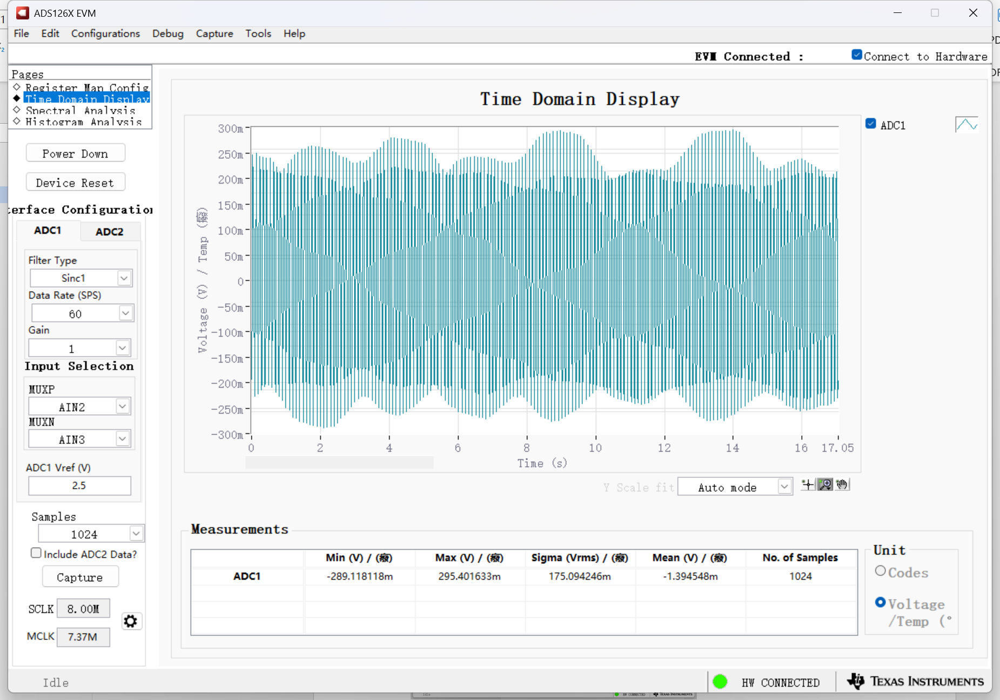 ADS126X EVM
File Edit Configurations Debug Capture Tools Help
EVM Connected : Connect to Hardware
Pages
Register Map Config
Time Domain Display
Spectral Analysis
Histogram Analysis
Power Down
Device Reset
terface Configuration
ADC1 ADC2
Filter Type
Sinc1
Data Rate (SPS)
60
Gain
1
Input Selection
MUXP
AIN2
MUXN
AIN3
ADC1 Vref (V)
2.5
Samples
1024
Include ADC2 Data?
Capture
SCLK 8.00M
MCLK 7.37M
Time Domain Display
ADC1
Voltage (V) / Temp (癈)
300m
250m
200m
150m
100m
50m
0
-50m
-100m
-150m
-200m
-250m
-300m
0 2 4 6 8 10 12 14 16 17.05
Time (s)
Y Scale fit Auto mode
Measurements
Min (V) / (癈) Max (V) / (癈) Sigma (Vrms) / (癈) Mean (V) / (癈) No. of Samples
ADC1 -289.118118m 295.401633m 175.094246m -1.394548m 1024
Unit
Codes
Voltage
/Temp (°
Idle HW CONNECTED TEXAS INSTRUMENTS